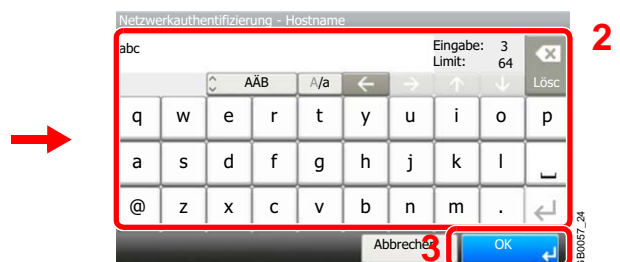 Netzwerkauthentifizierung - Hostname
2
abc
Eingabe: 3
Limit: 64
AÄB A/a ← → ↑ ↓ Lösc
q w e r t y u i o p
a s d f g h j k l
@ z x c v b n m .
Abbrechen 3 OK
GB0057_24